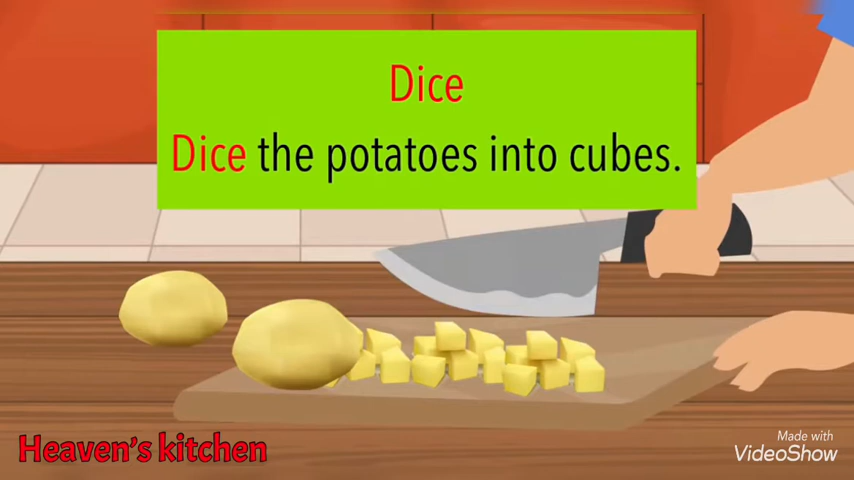 Dice
Dice the potatoes into cubes.
Heaven's kitchen
Made with
VideoShow